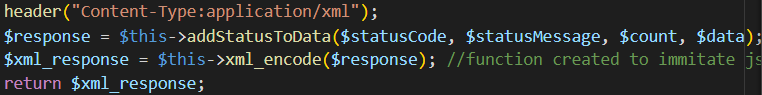 header("Content-Type:application/xml");
$response = $this->addStatusToData($statusCode, $statusMessage, $count, $data);
$xml_response = $this->xml_encode($response); //function created to immitate js
return $xml_response;